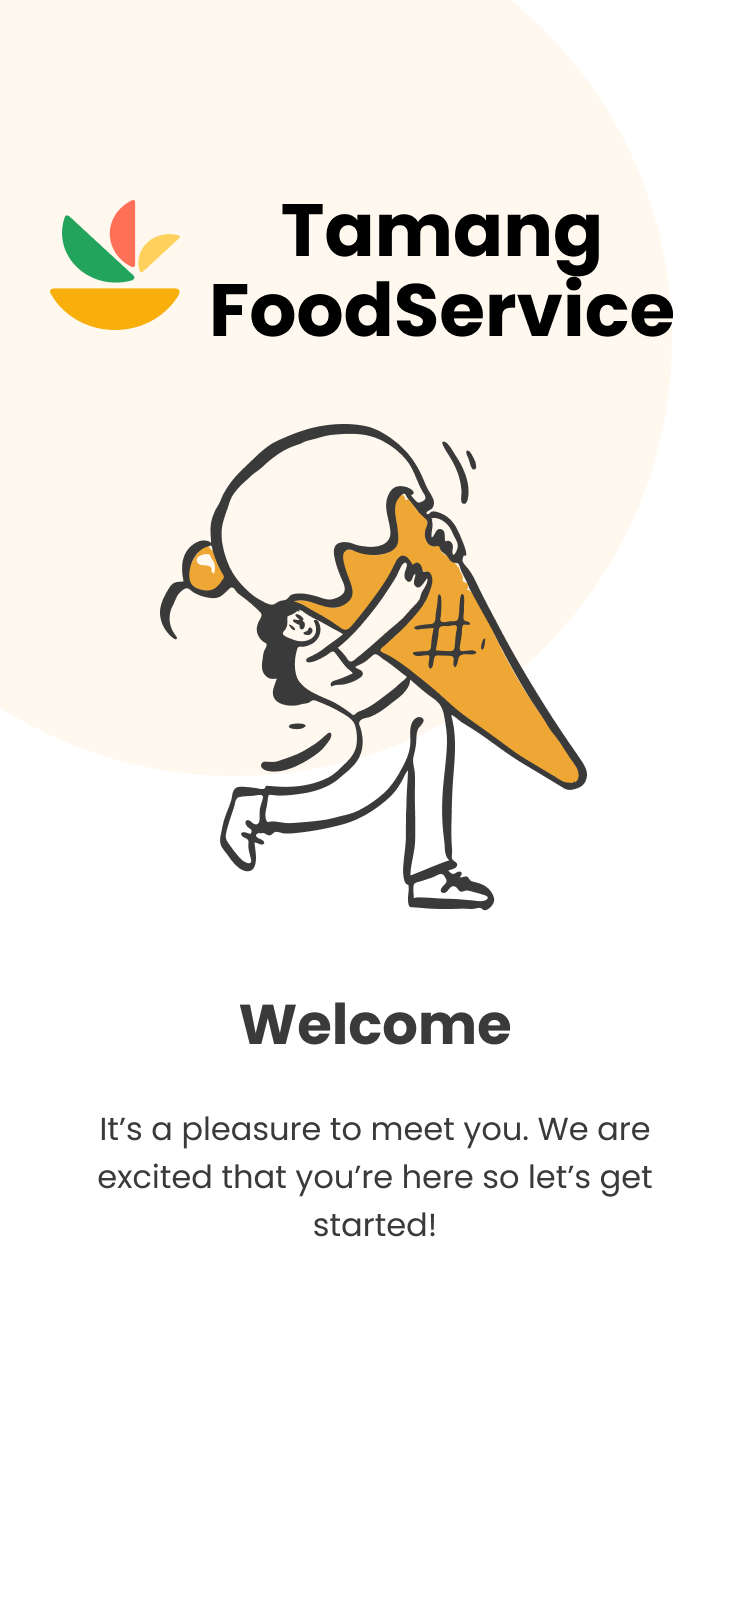 Tamang
FoodService
Welcome
It’s a pleasure to meet you. We are
excited that you’re here so let’s get
started!